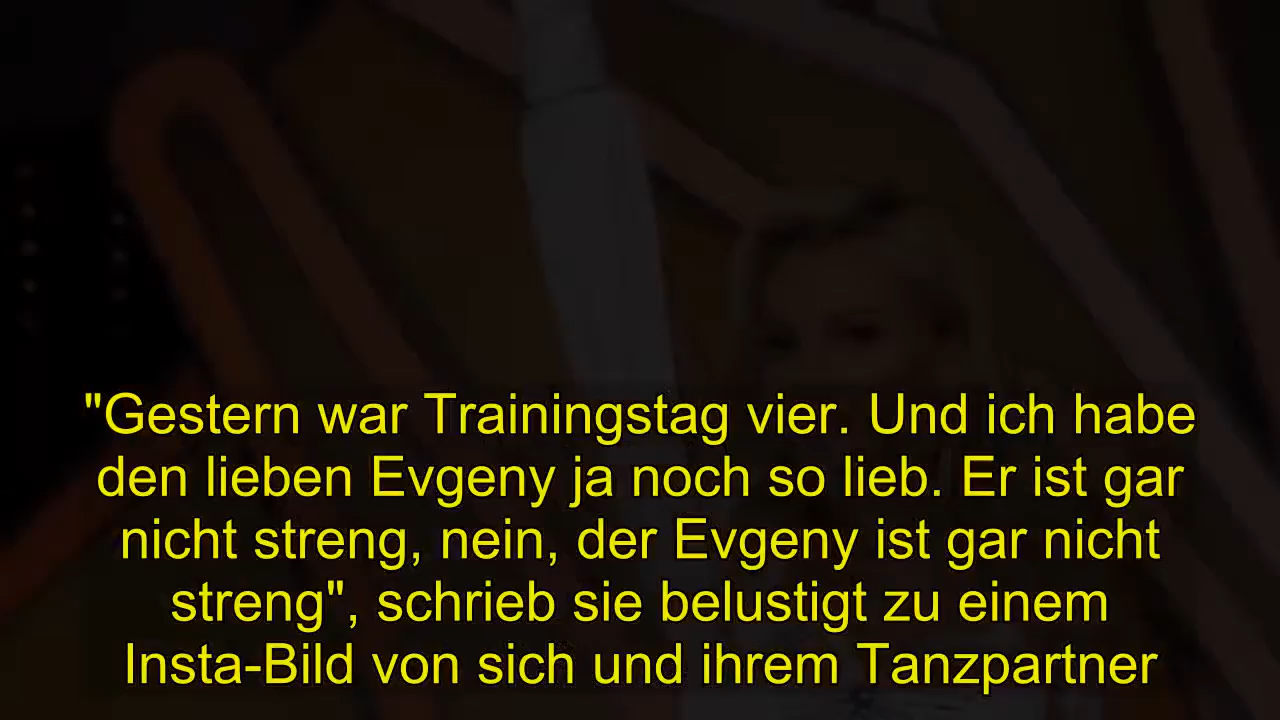 "Gestern war Trainingstag vier. Und ich habe
den lieben Evgeny ja noch so lieb. Er ist gar
nicht streng, nein, der Evgeny ist gar nicht
streng", schrieb sie belustigt zu einem
Insta-Bild von sich und ihrem Tanzpartner